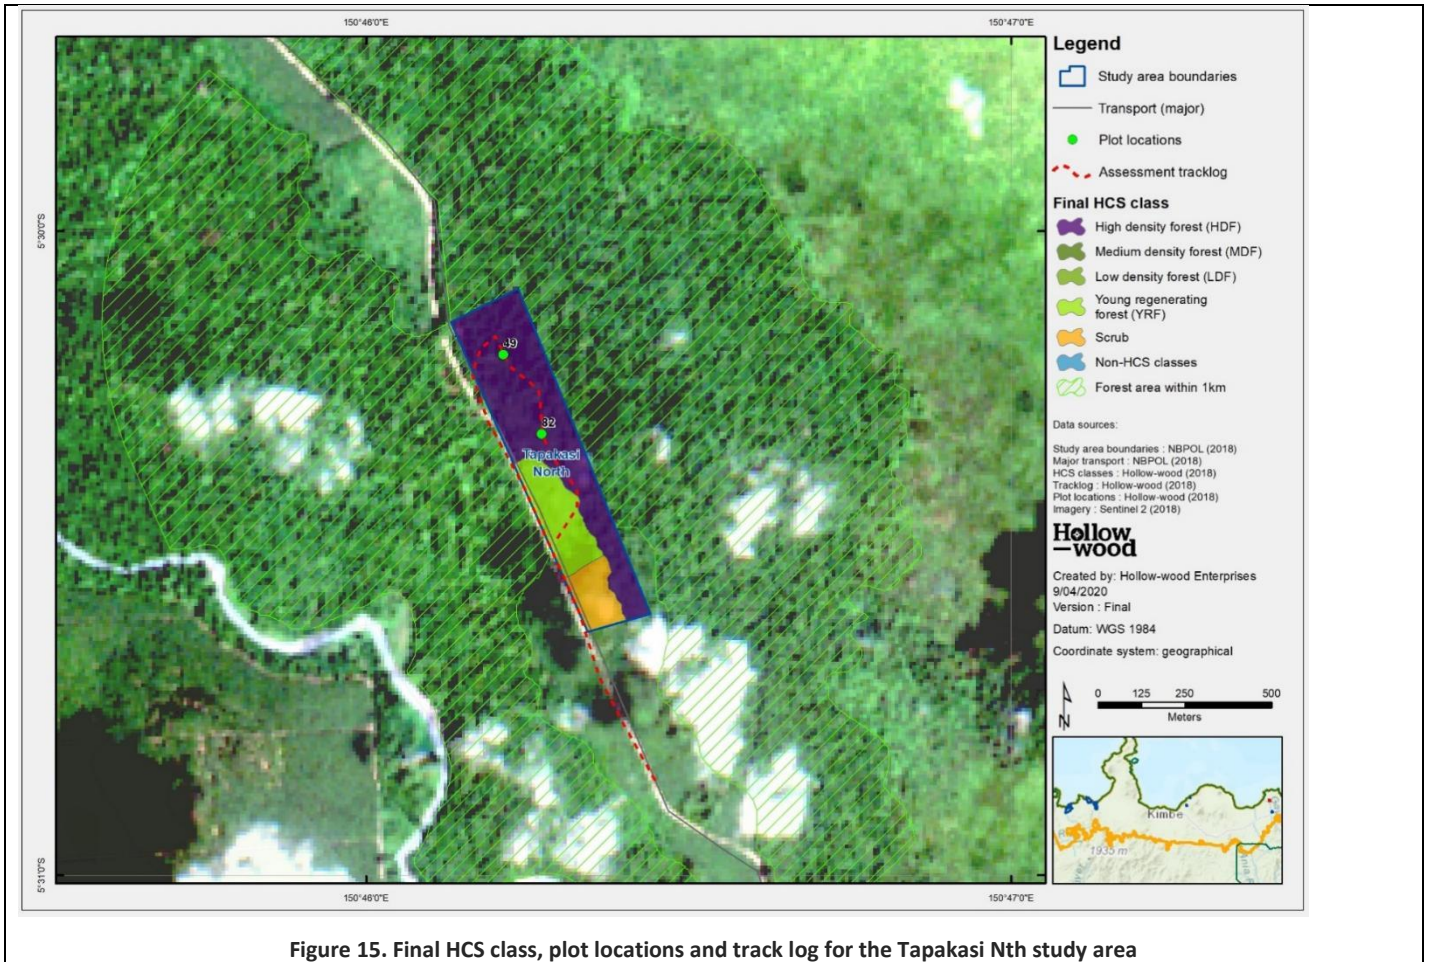 150°46'0"E
150°47'0"E
5°30'0"S
5°31'0"S
49
82
Tapakasi
North
150°46'0"E
150°47'0"E
Legend
Study area boundaries
Transport (major)
Plot locations
Assessment tracklog
Final HCS class
High density forest (HDF)
Medium density forest (MDF)
Low density forest (LDF)
Young regenerating
forest (YRF)
Scrub
Non-HCS classes
Forest area within 1km
Data sources:
Study area boundaries : NBPOL (2018)
Major transport : NBPOL (2018)
HCS classes : Hollow-wood (2018)
Tracklog : Hollow-wood (2018)
Plot locations : Hollow-wood (2018)
Imagery : Sentinel 2 (2018)
Hollow
—wood
Created by: Hollow-wood Enterprises
9/04/2020
Version : Final
Datum: WGS 1984
Coordinate system: geographical
N
0 125 250 500
Meters
Kimbe
1935 m
Figure 15. Final HCS class, plot locations and track log for the Tapakasi Nth study area